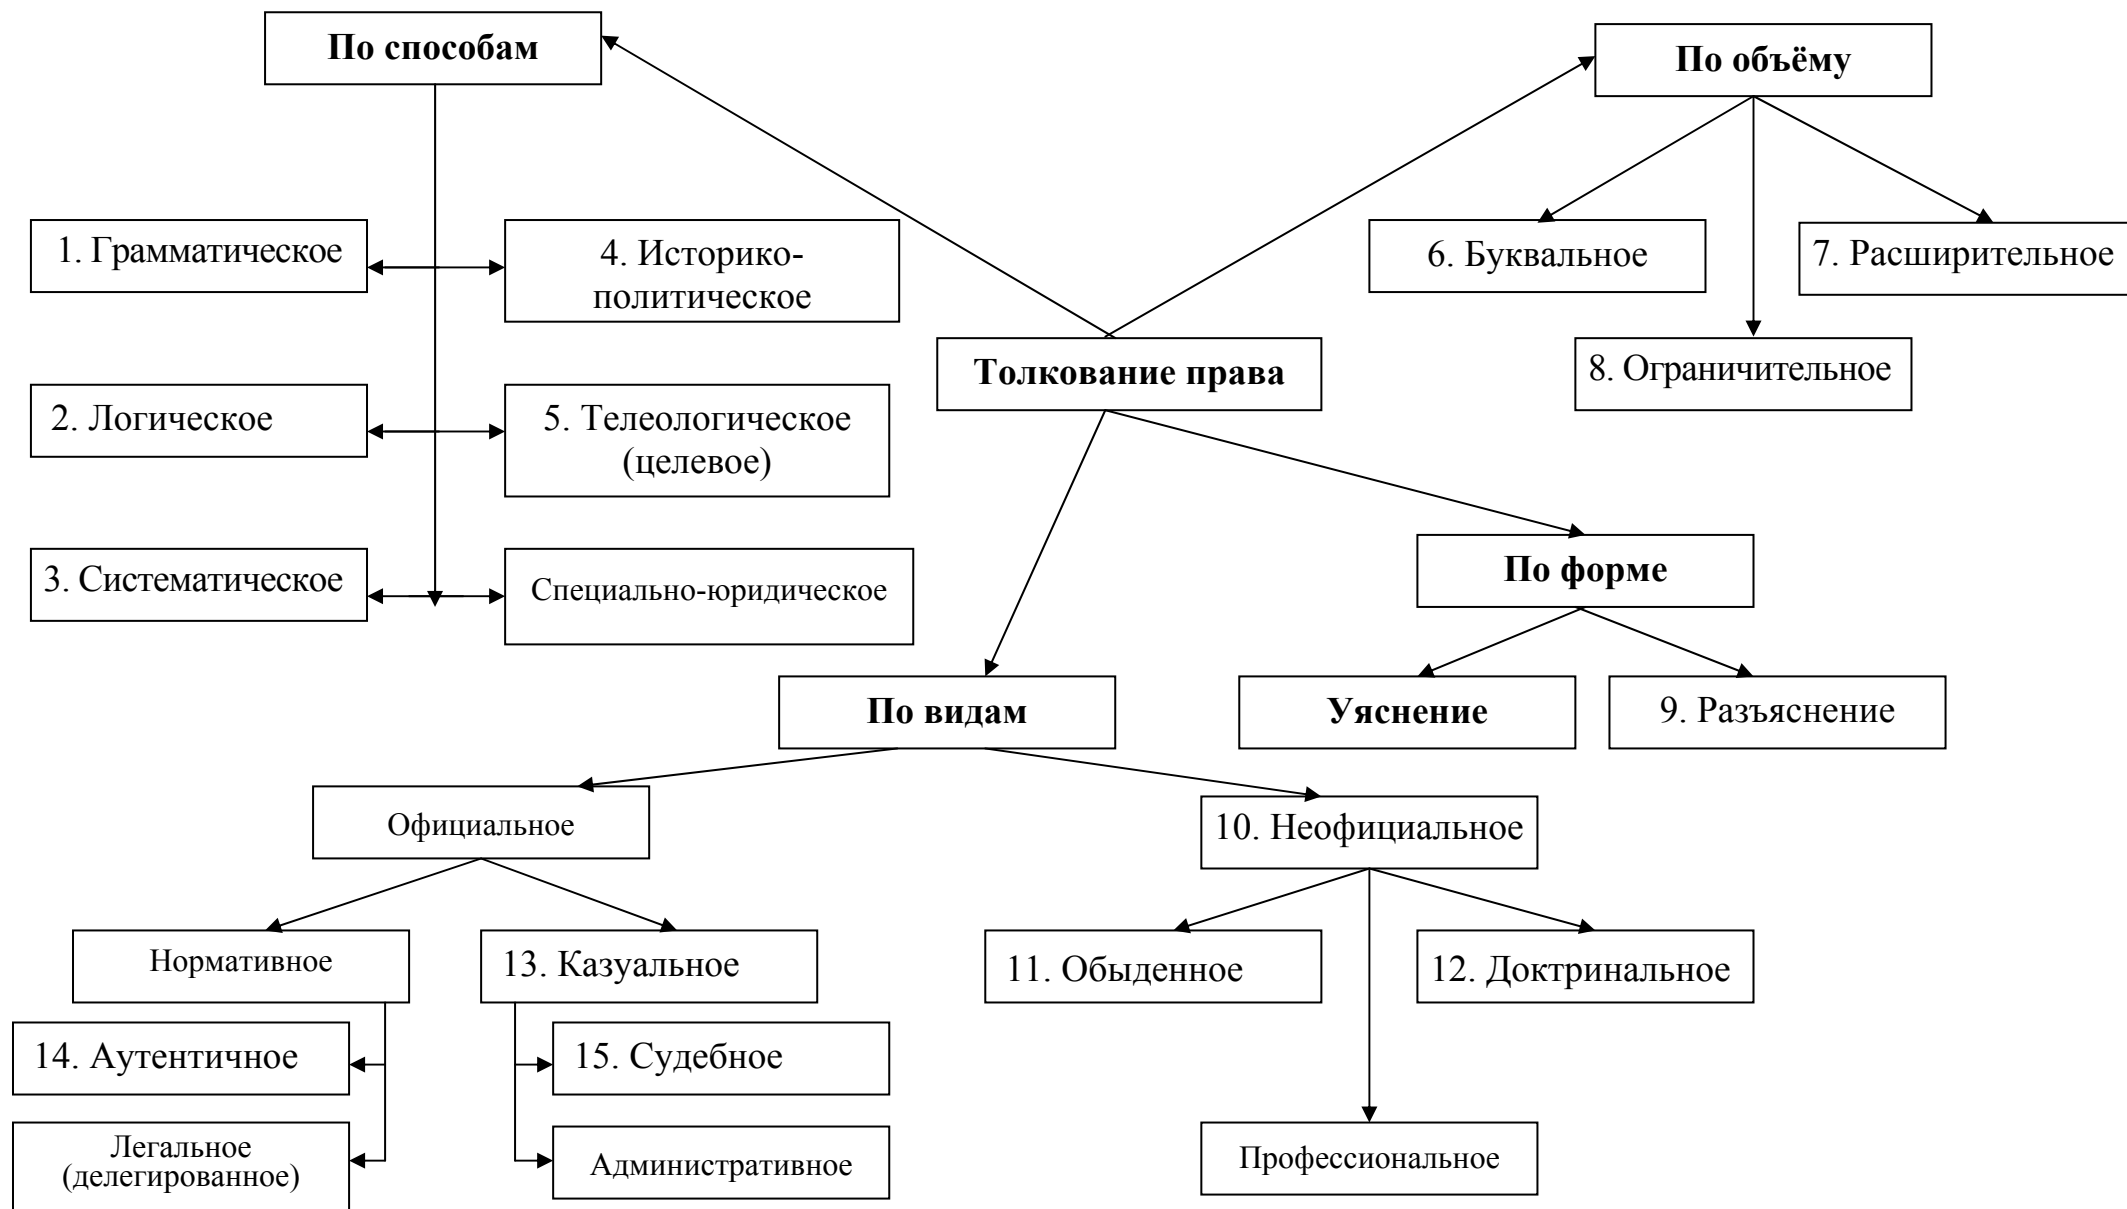 По способам
По объёму
1. Грамматическое
4. Историко-
политическое
6. Буквальное
7. Расширительное
Толкование права
8. Ограничительное
2. Логическое
5. Телеологическое
(целевое)
По форме
3. Систематическое
Специально-юридическое
По видам
Уяснение
9. Разъяснение
Официальное
10. Неофициальное
Нормативное
13. Казуальное
11. Обыденное
12. Доктринальное
14. Аутентичное
15. Судебное
Легальное
(делегированное)
Административное
Профессиональное